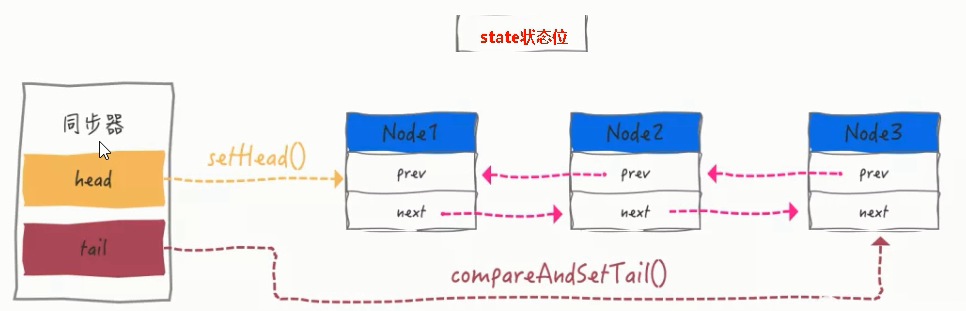 state状态位
同步器
head
tail
setHead()
Node1
prev
next
Node2
prev
next
Node3
prev
next
compareAndSetTail()